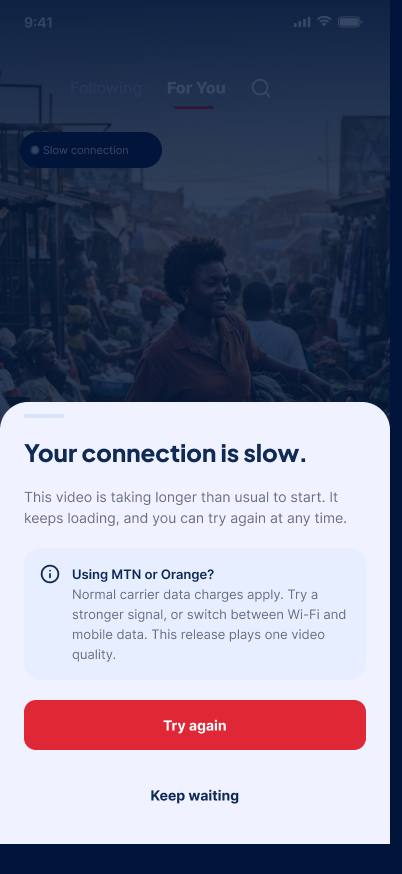 9:41
Following
For You
Slow connection
Your connection is slow.
This video is taking longer than usual to start. It
keeps loading, and you can try again at any time.
Using MTN or Orange?
Normal carrier data charges apply. Try a
stronger signal, or switch between Wi-Fi and
mobile data. This release plays one video
quality.
Try again
Keep waiting